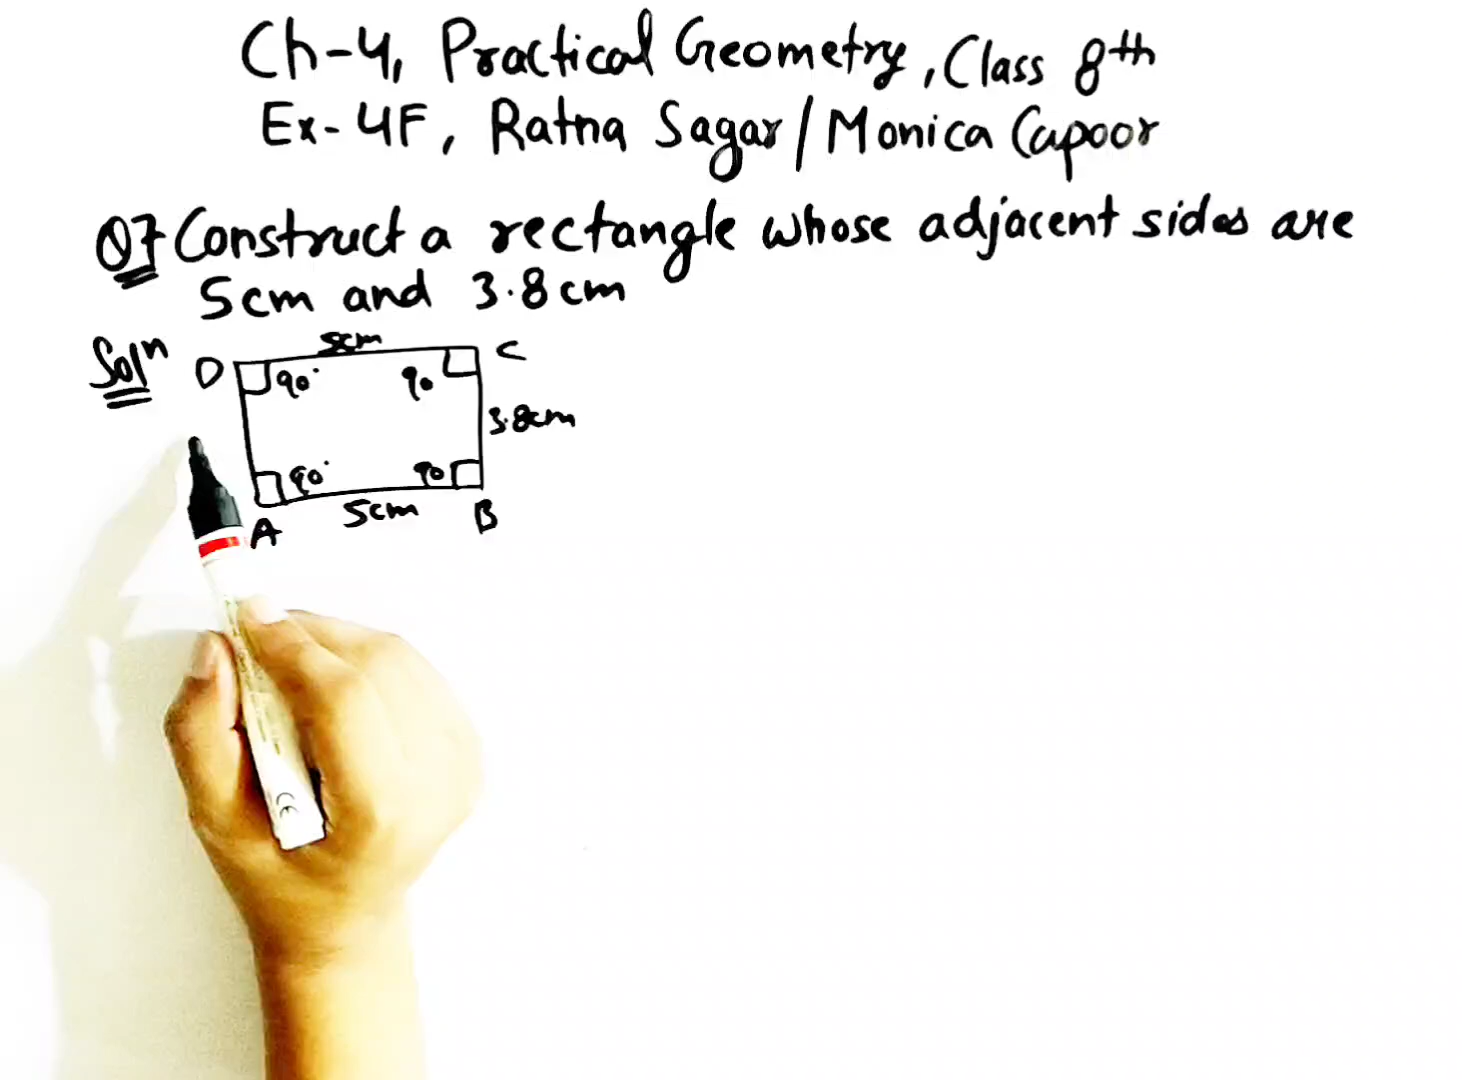 Ch-4, Practical Geometry, Class 8th
Ex-4F, Ratna Sagar/Monica Capoor
Q7 Construct a rectangle whose adjacent sides are
5cm and 3.8cm
Soln
5cm
D C
90° 90
3.8cm
90° 90
5cm
A B
CE